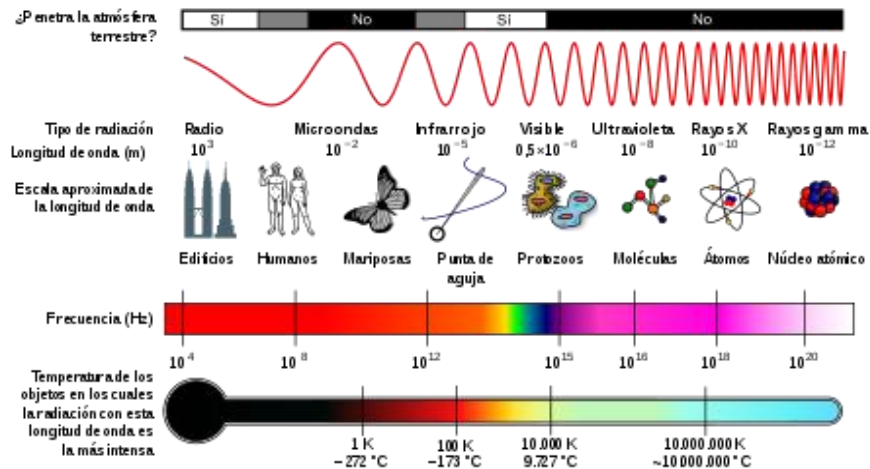 ¿Penetra la atmósfera
terrestre?
Sí No Sí No
Tipo de radiación Radio Microondas Infrarrojo Visible Ultravioleta Rayos X Rayos gamma
Longitud de onda (m) 10³ 10⁻² 10⁻⁵ 0,5×10⁻⁶ 10⁻⁸ 10⁻¹⁰ 10⁻¹²
Escala aproximada de
la longitud de onda
Edificios Humanos Mariposas Punta de
aguja Protozoos Moléculas Átomos Núcleo atómico
Frecuencia (Hz)
10⁴ 10⁸ 10¹² 10¹⁵ 10¹⁶ 10¹⁸ 10²⁰
Temperatura de los
objetos en los cuales
la radiación con esta
longitud de onda es
la más intensa
1 K 100 K 10.000 K 10.000.000 K
−272 °C −173 °C 9.727 °C ~10.000.000 °C